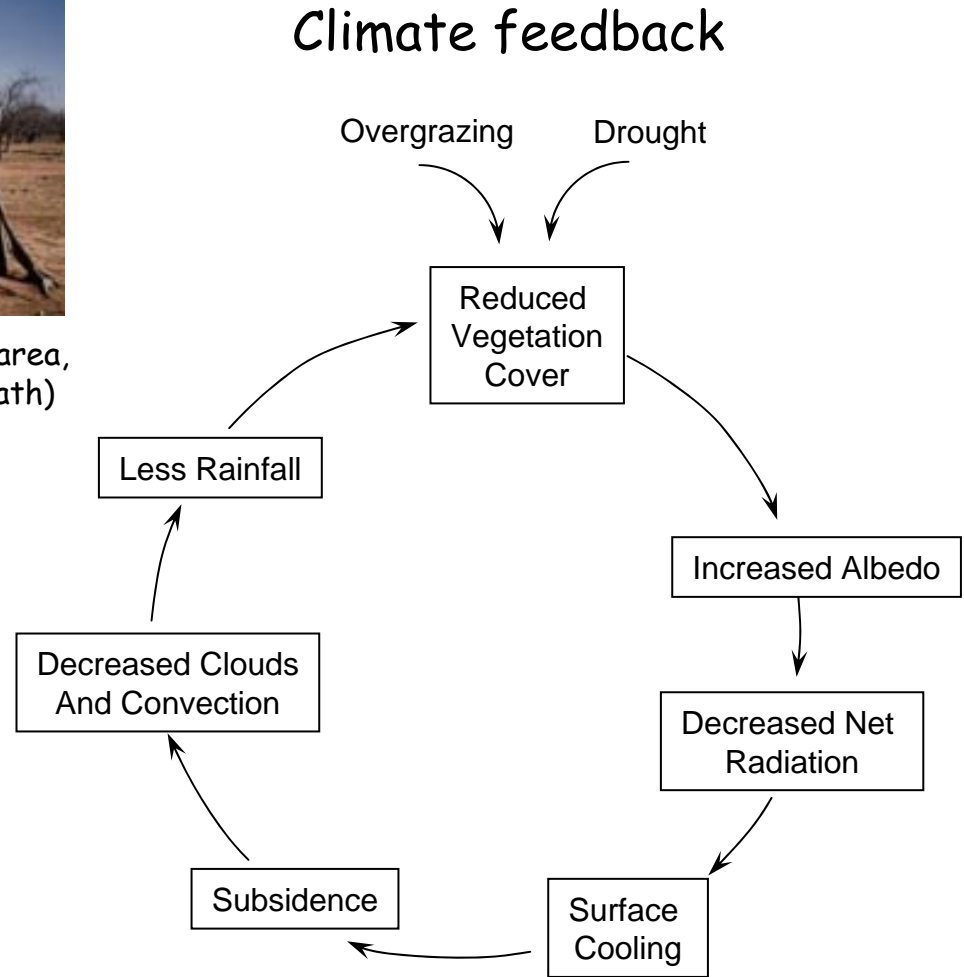 Climate feedback
Overgrazing
Drought
Reduced
Vegetation
Cover
area,
Less Rainfall
Increased Albedo
Decreased Clouds
And Convection
Decreased Net
Radiation
Subsidence
Surface
Cooling